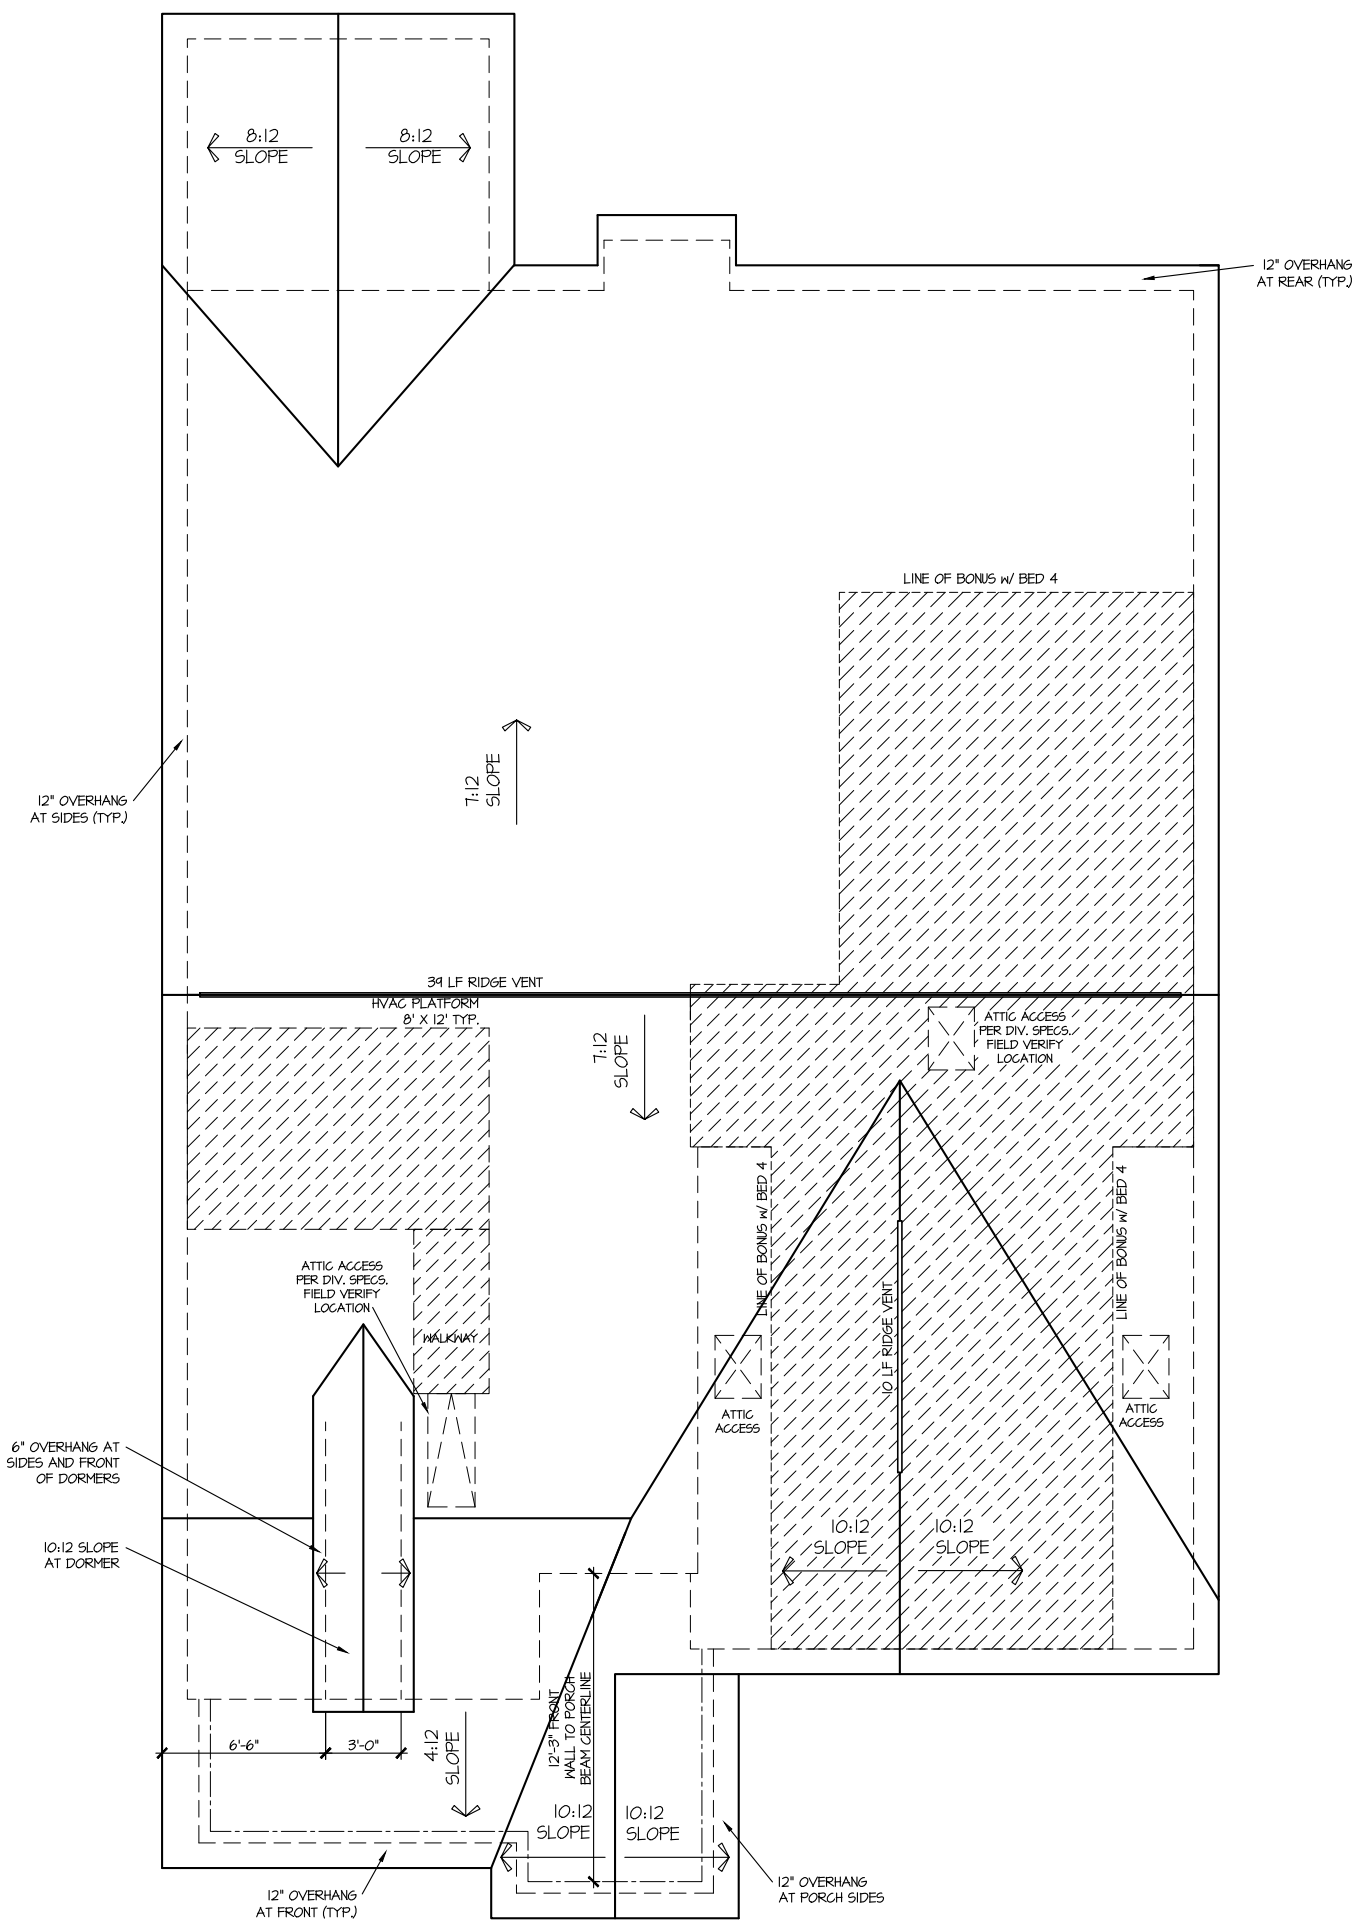 8:12
SLOPE
8:12
SLOPE
12" OVERHANG
AT REAR (TYP.)
LINE OF BONUS W/ BED 4
7:12
SLOPE
12" OVERHANG
AT SIDES (TYP.)
39 LF RIDGE VENT
HVAC PLATFORM
8' X 12' TYP.
7:12
SLOPE
ATTIC ACCESS
PER DIV. SPECS.
FIELD VERIFY
LOCATION
LINE OF BONUS W/ BED 4
LINE OF BONUS W/ BED 4
ATTIC ACCESS
PER DIV. SPECS.
FIELD VERIFY
LOCATION
WALKWAY
10 LF RIDGE VENT
ATTIC
ACCESS
ATTIC
ACCESS
6" OVERHANG AT
SIDES AND FRONT
OF DORMERS
10:12 SLOPE
AT DORMER
10:12
SLOPE
10:12
SLOPE
6'-6"
3'-0"
4:12
SLOPE
12'-3" FRONT
WALL TO PORCH
BEAM CENTERLINE
10:12
SLOPE
10:12
SLOPE
12" OVERHANG
AT FRONT (TYP.)
12" OVERHANG
AT PORCH SIDES